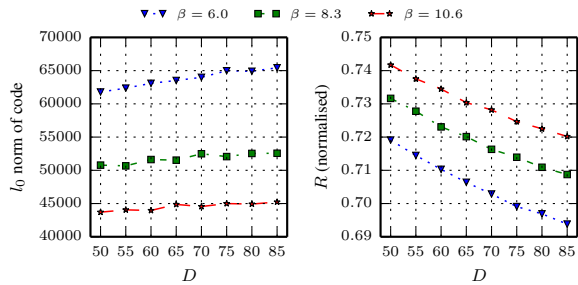 β = 6.0 β = 8.3 β = 10.6
70000
65000
60000
55000
50000
45000
40000
50 55 60 65 70 75 80 85
D
l₀ norm of code
0.75
0.74
0.73
0.72
0.71
0.70
0.69
50 55 60 65 70 75 80 85
D
R (normalised)